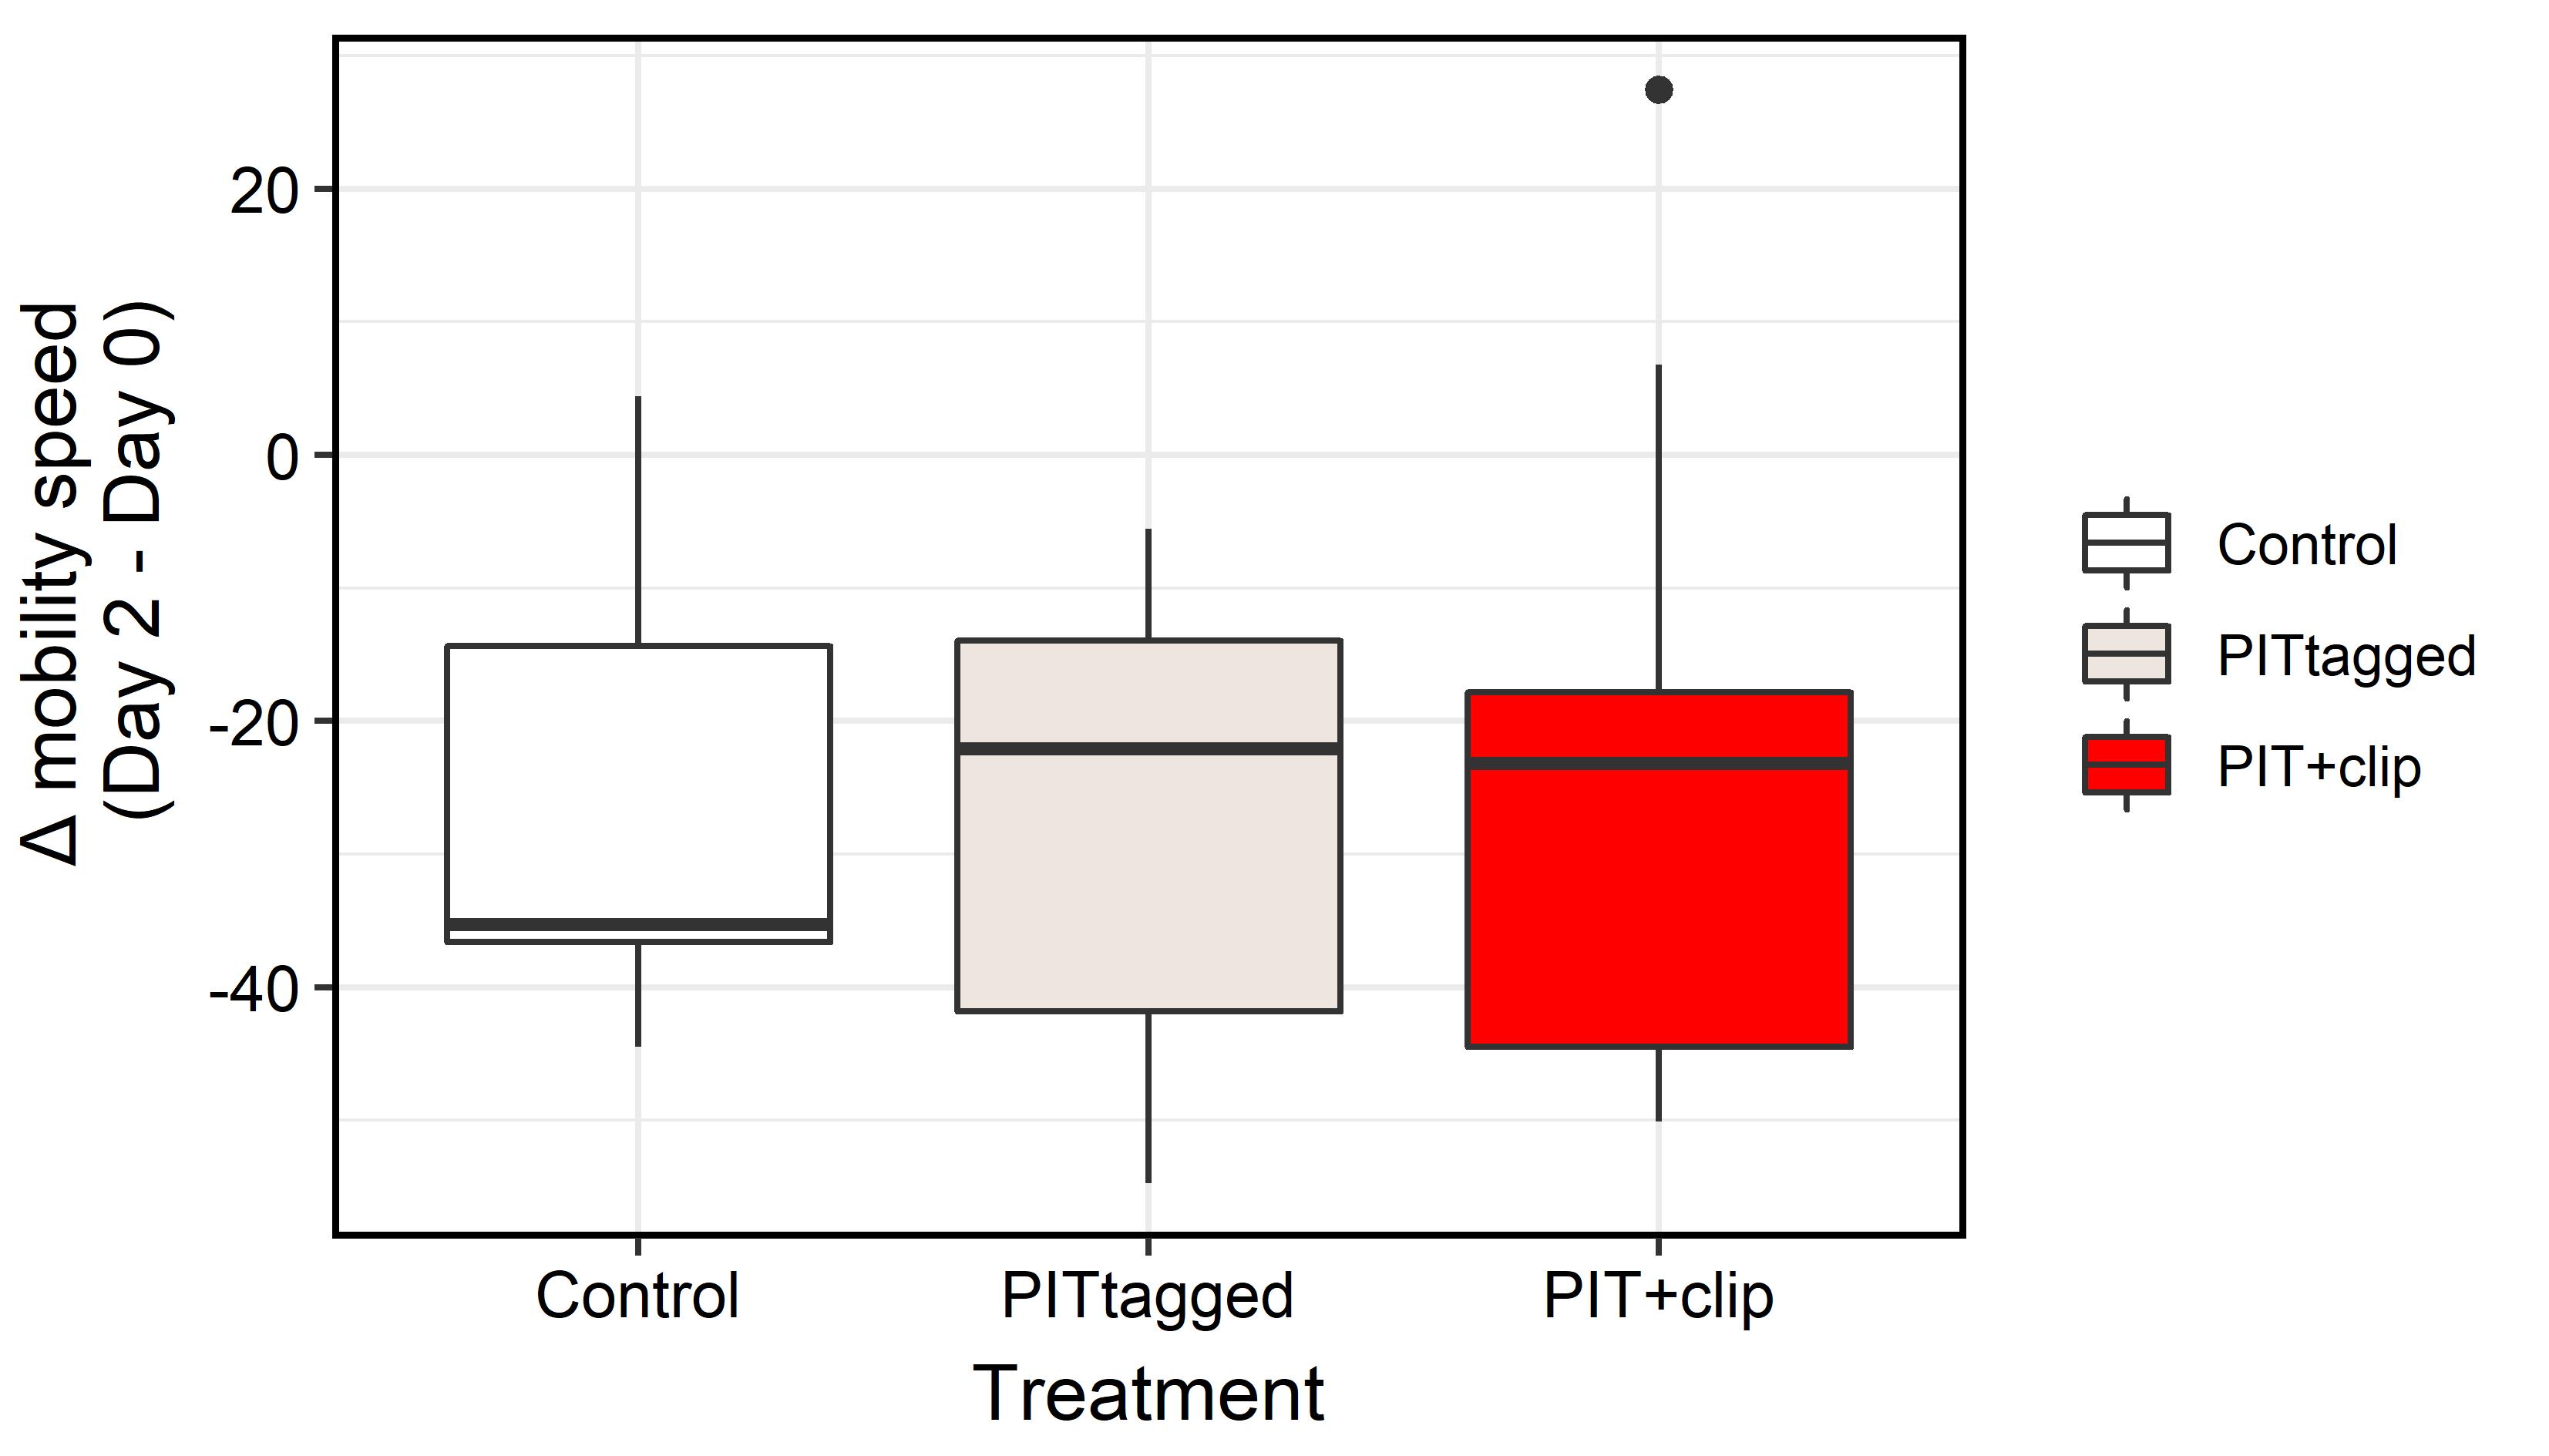 Δ mobility speed
(Day 2 - Day 0)
20
0
-20
-40
Control
PITtagged
PIT+clip
Treatment
Control
PITtagged
PIT+clip